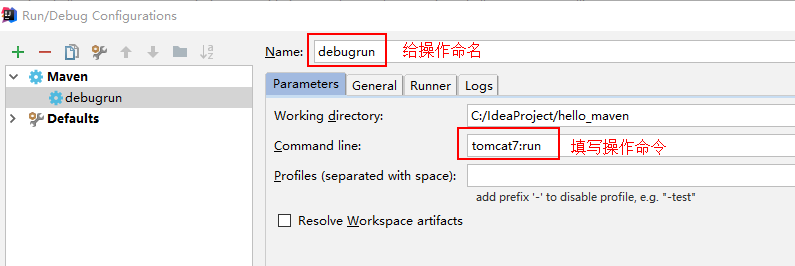 Run/Debug Configurations
Name: debugrun 给操作命名
Maven
debugrun
Defaults
Parameters General Runner Logs
Working directory: C:/IdeaProject/hello_maven
Command line: tomcat7:run 填写操作命令
Profiles (separated with space):
add prefix '-' to disable profile, e.g. "-test"
Resolve Workspace artifacts